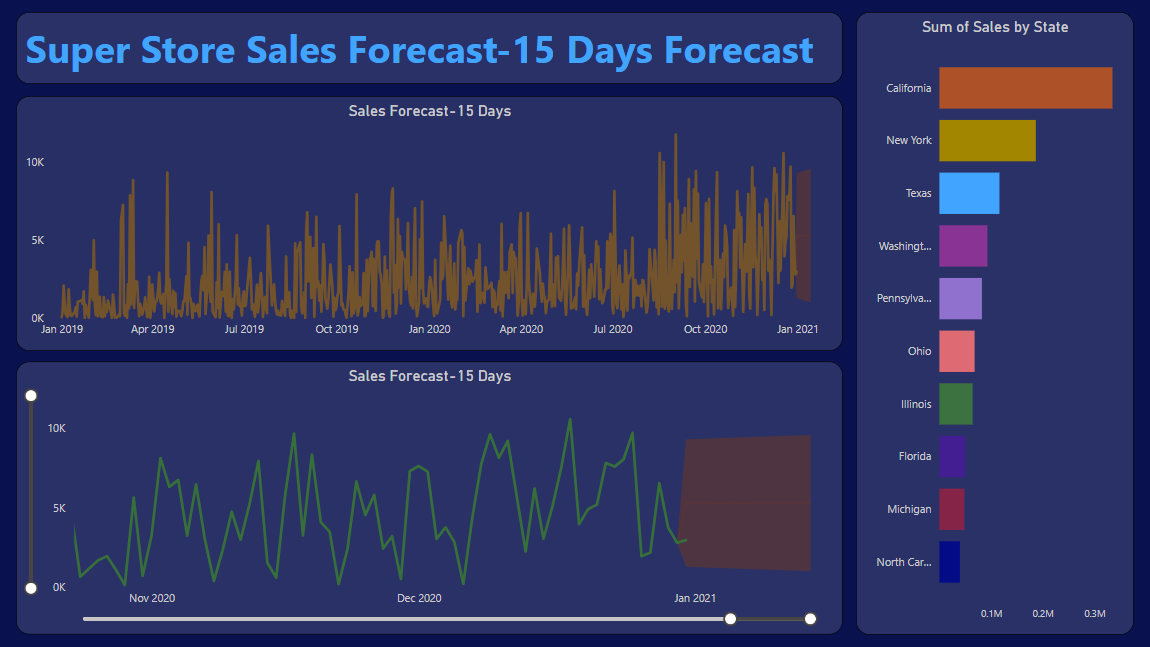 Super Store Sales Forecast-15 Days Forecast
Sales Forecast-15 Days
10K
5K
0K
Jan 2019 Apr 2019 Jul 2019 Oct 2019 Jan 2020 Apr 2020 Jul 2020 Oct 2020 Jan 2021
Sales Forecast-15 Days
10K
5K
0K
Nov 2020 Dec 2020 Jan 2021
Sum of Sales by State
California
New York
Texas
Washingt...
Pennsylva...
Ohio
Illinois
Florida
Michigan
North Car...
0.1M 0.2M 0.3M